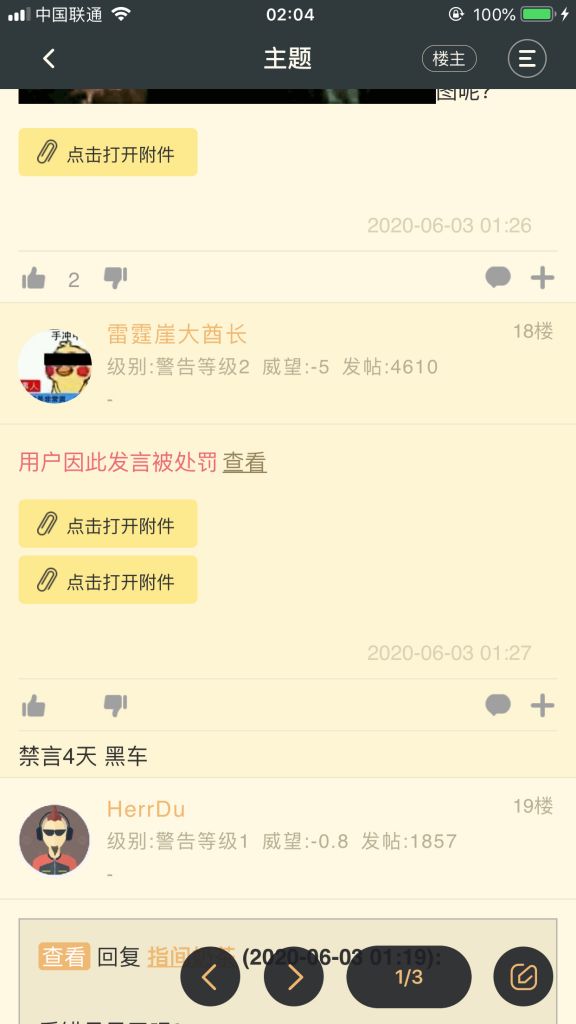 中国联通
02:04
100%
主题
楼主
图呢?
点击打开附件
2020-06-03 01:26
2
雷霆崖大酋长
18楼
级别:警告等级2 威望:-5 发帖:4610
-
用户因此发言被处罚 查看
点击打开附件
点击打开附件
2020-06-03 01:27
禁言4天 黑车
HerrDu
19楼
级别:警告等级1 威望:-0.8 发帖:1857
-
查看 回复 指间 (2020-06-03 01:19):
1/3